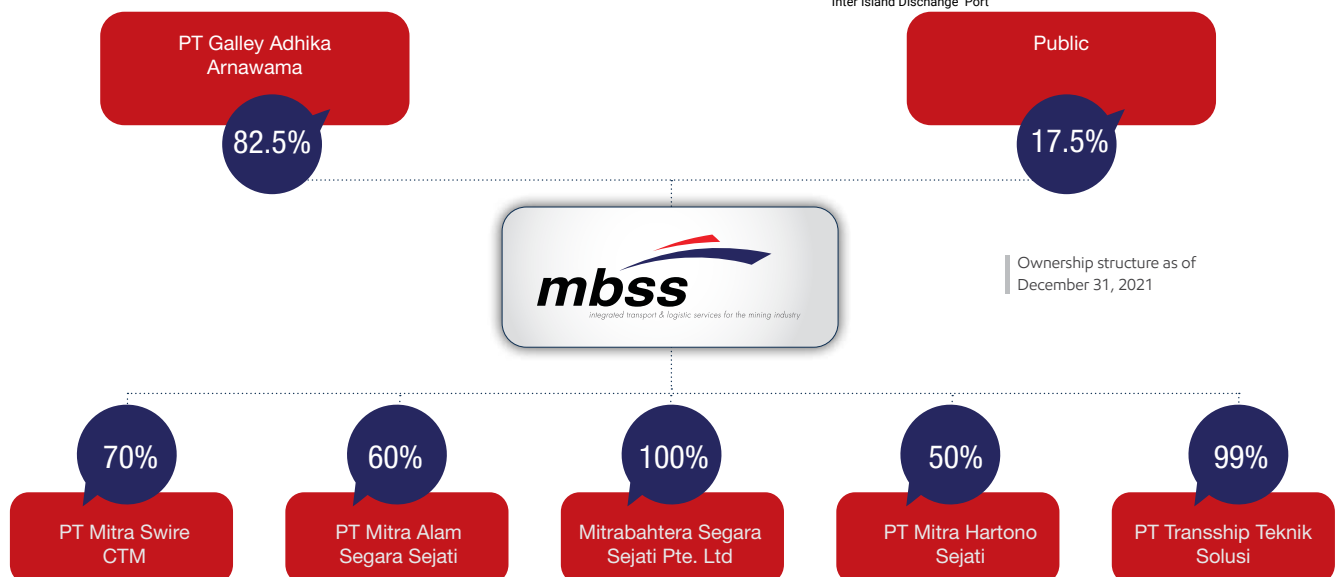 Inter Island Dischange Port
PT Galley Adhika
Arnawama
Public
82.5%
17.5%
mbss
integrated transport & logistic services for the mining industry
Ownership structure as of
December 31, 2021
70%
60%
100%
50%
99%
PT Mitra Swire
CTM
PT Mitra Alam
Segara Sejati
Mitrabahtera Segara
Sejati Pte. Ltd
PT Mitra Hartono
Sejati
PT Transship Teknik
Solusi